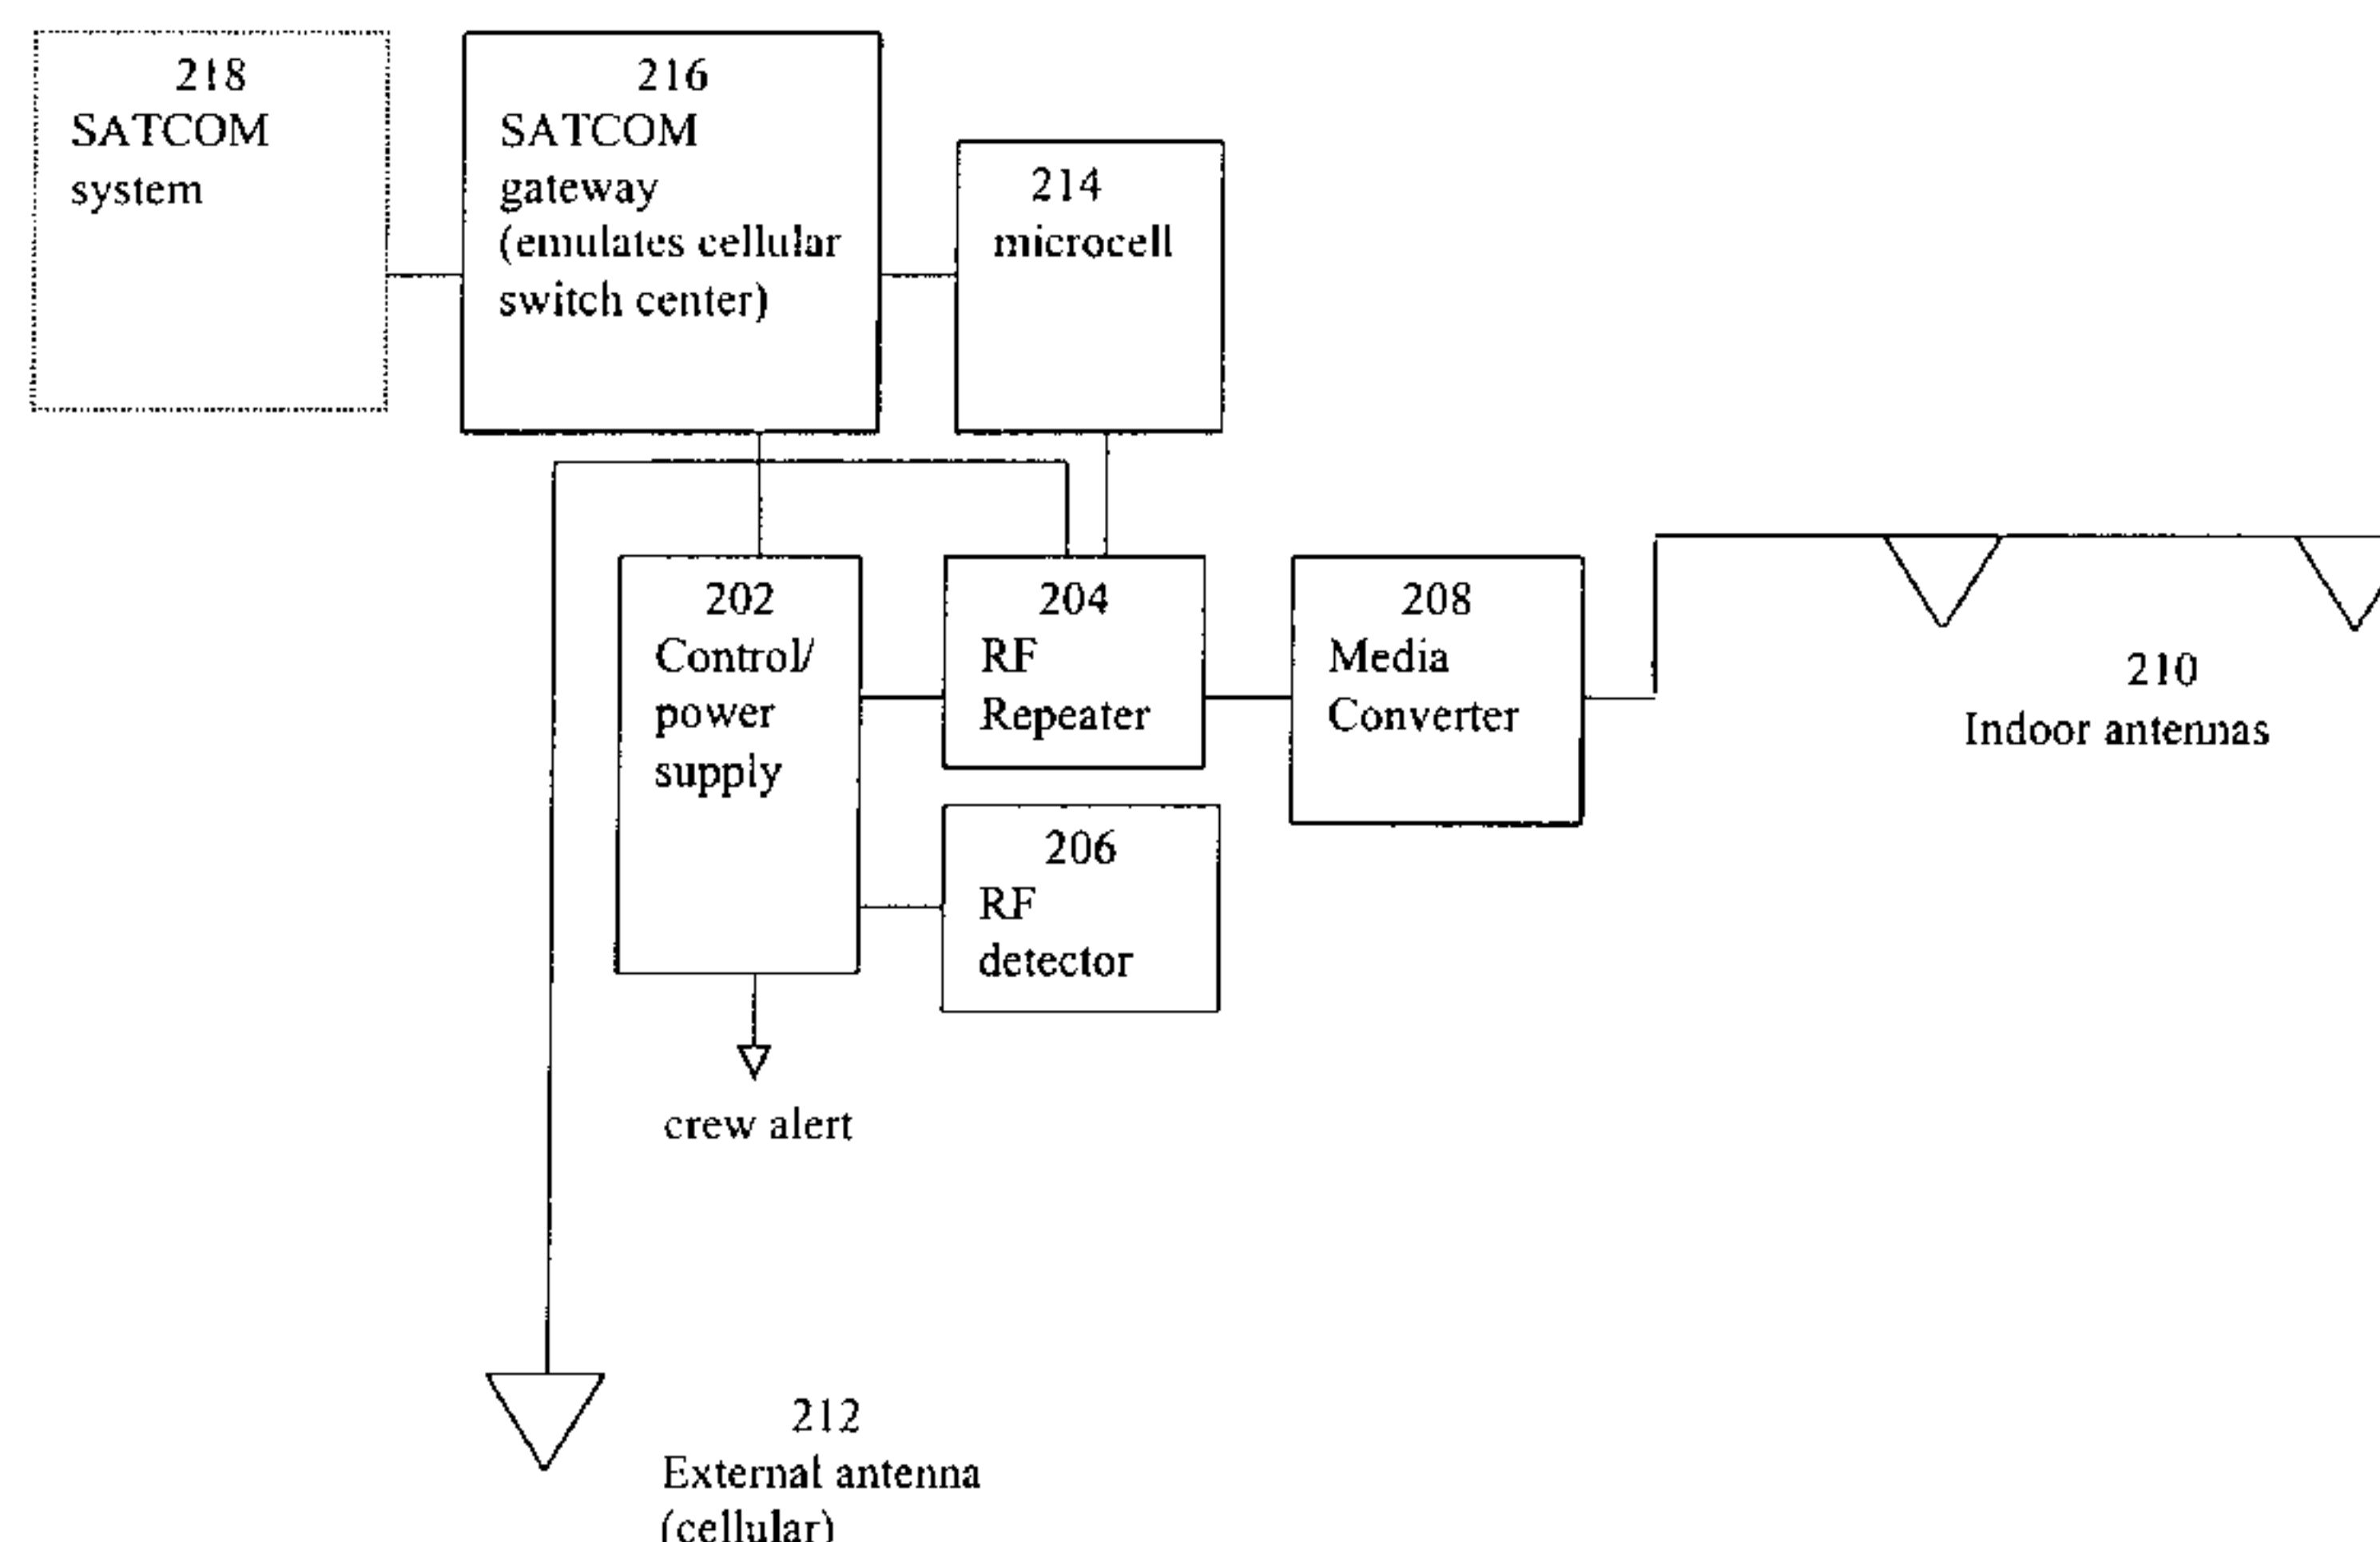 218
SATCOM
system
216
SATCOM
gateway
(emulates cellular
switch center)
214
microcell
202
Control/
power
supply
204
RF
Repeater
208
Media
Converter
210
Indoor antennas
206
RF
detector
crew alert
212
External antenna
(cellular)